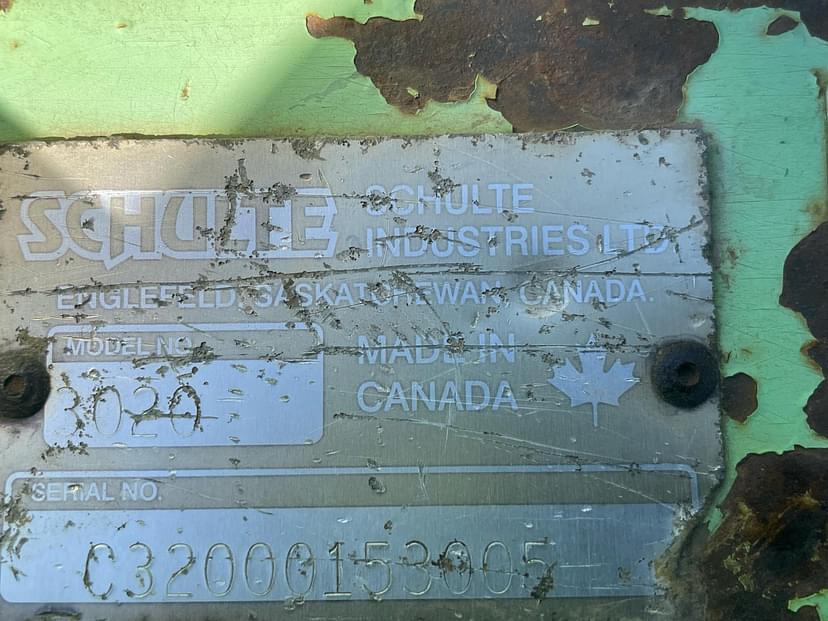 SCHULTE
SCHULTE
INDUSTRIES LTD.
ENGLEFELD, SASKATCHEWAN, CANADA.
MODEL NO.
3020
MADE IN
CANADA
SERIAL NO.
C32000153005